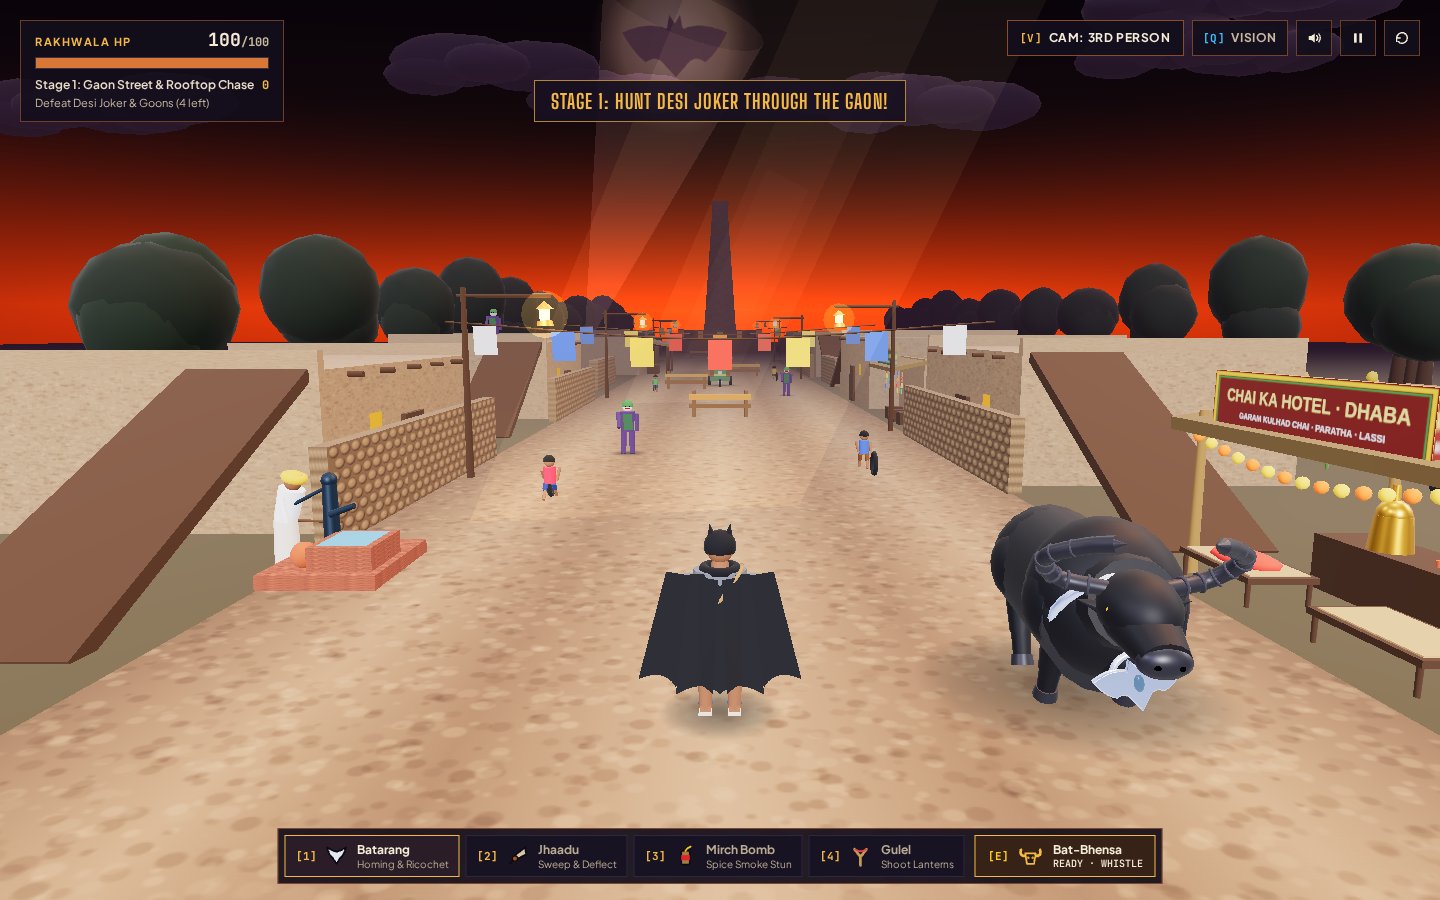 RAKHWALA HP 100/100
Stage 1: Gaon Street & Rooftop Chase 0
Defeat Desi Joker & Goons (4 left)
[V] CAM: 3RD PERSON
[Q] VISION
STAGE 1: HUNT DESI JOKER THROUGH THE GAON!
CHAI KA HOTEL · DHABA
GARAM KULHAD CHAI · PARATHA · LASSI
[1] Batarang
Homing & Ricochet
[2] Jhaadu
Sweep & Deflect
[3] Mirch Bomb
Spice Smoke Stun
[4] Gulel
Shoot Lanterns
[E] Bat-Bhensa
READY · WHISTLE